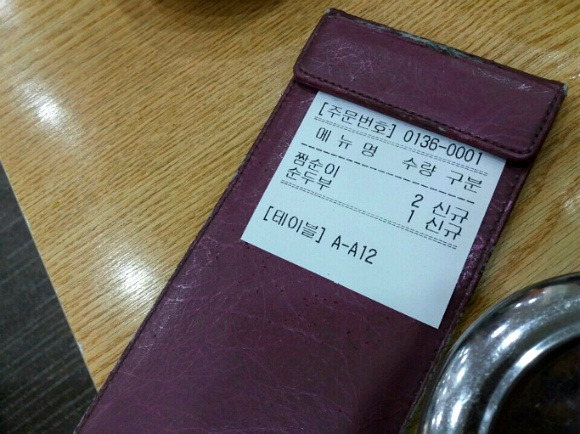 [주문번호] 0136-0001
메 뉴 명 수량 구분
찜순이 2 신규
순두부 1 신규
[테이블] A-A12